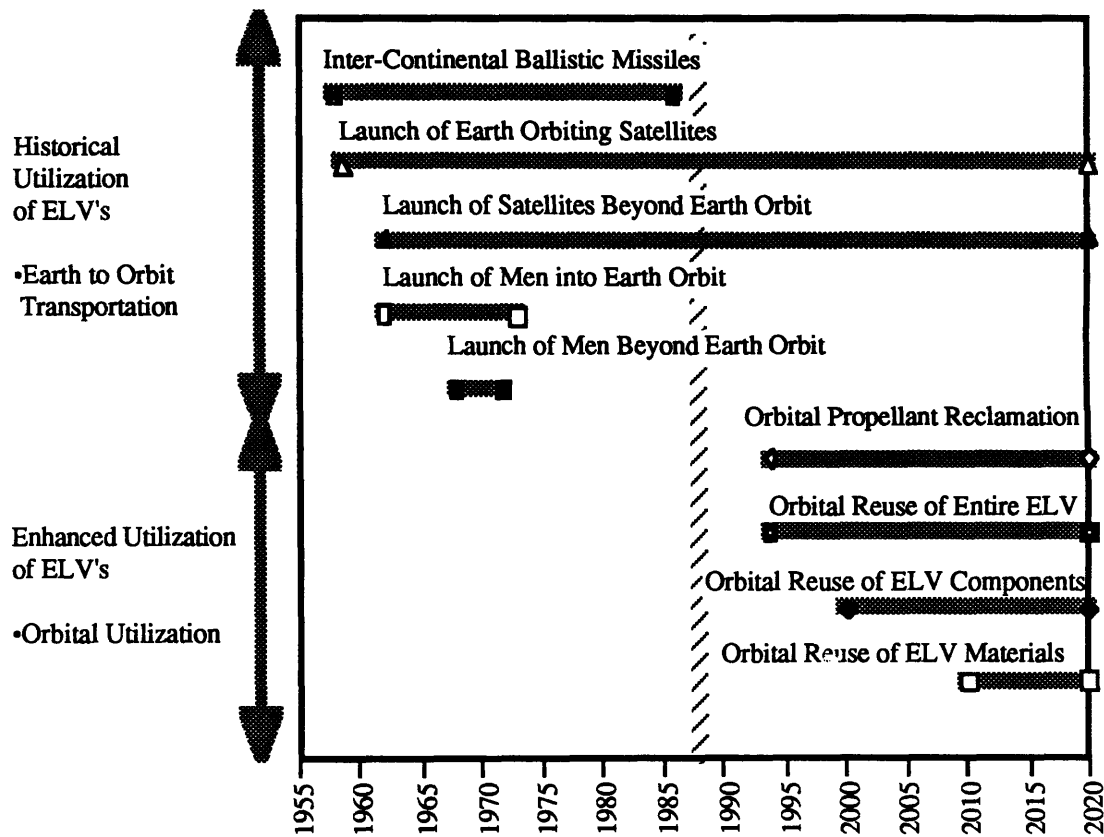 Inter-Continental Ballistic Missiles
Launch of Earth Orbiting Satellites
Historical
Utilization
of ELV's
Launch of Satellites Beyond Earth Orbit
•Earth to Orbit
Transportation
Launch of Men into Earth Orbit
Launch of Men Beyond Earth Orbit
Orbital Propellant Reclamation
Orbital Reuse of Entire ELV
Enhanced Utilization
of ELV's
Orbital Reuse of ELV Components
•Orbital Utilization
Orbital Reuse of ELV Materials
1955
1960
1965
1970
1975
1980
1985
1990
1995
2000
2005
2010
2015
2020